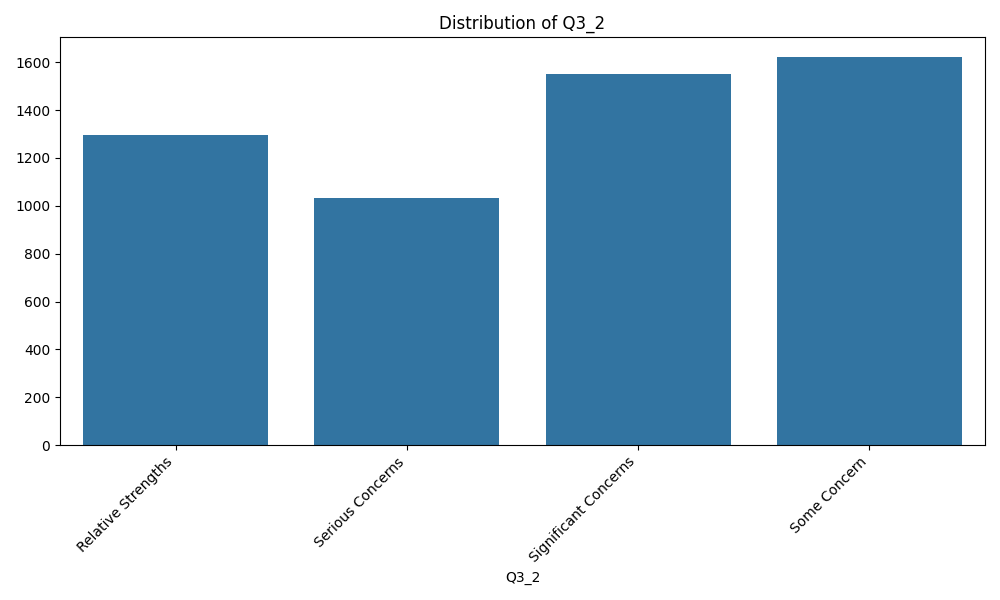 Distribution of Q3_2
1600
1400
1200
1000
800
600
400
200
0
Relative Strengths
Serious Concerns
Significant Concerns
Some Concern
Q3_2